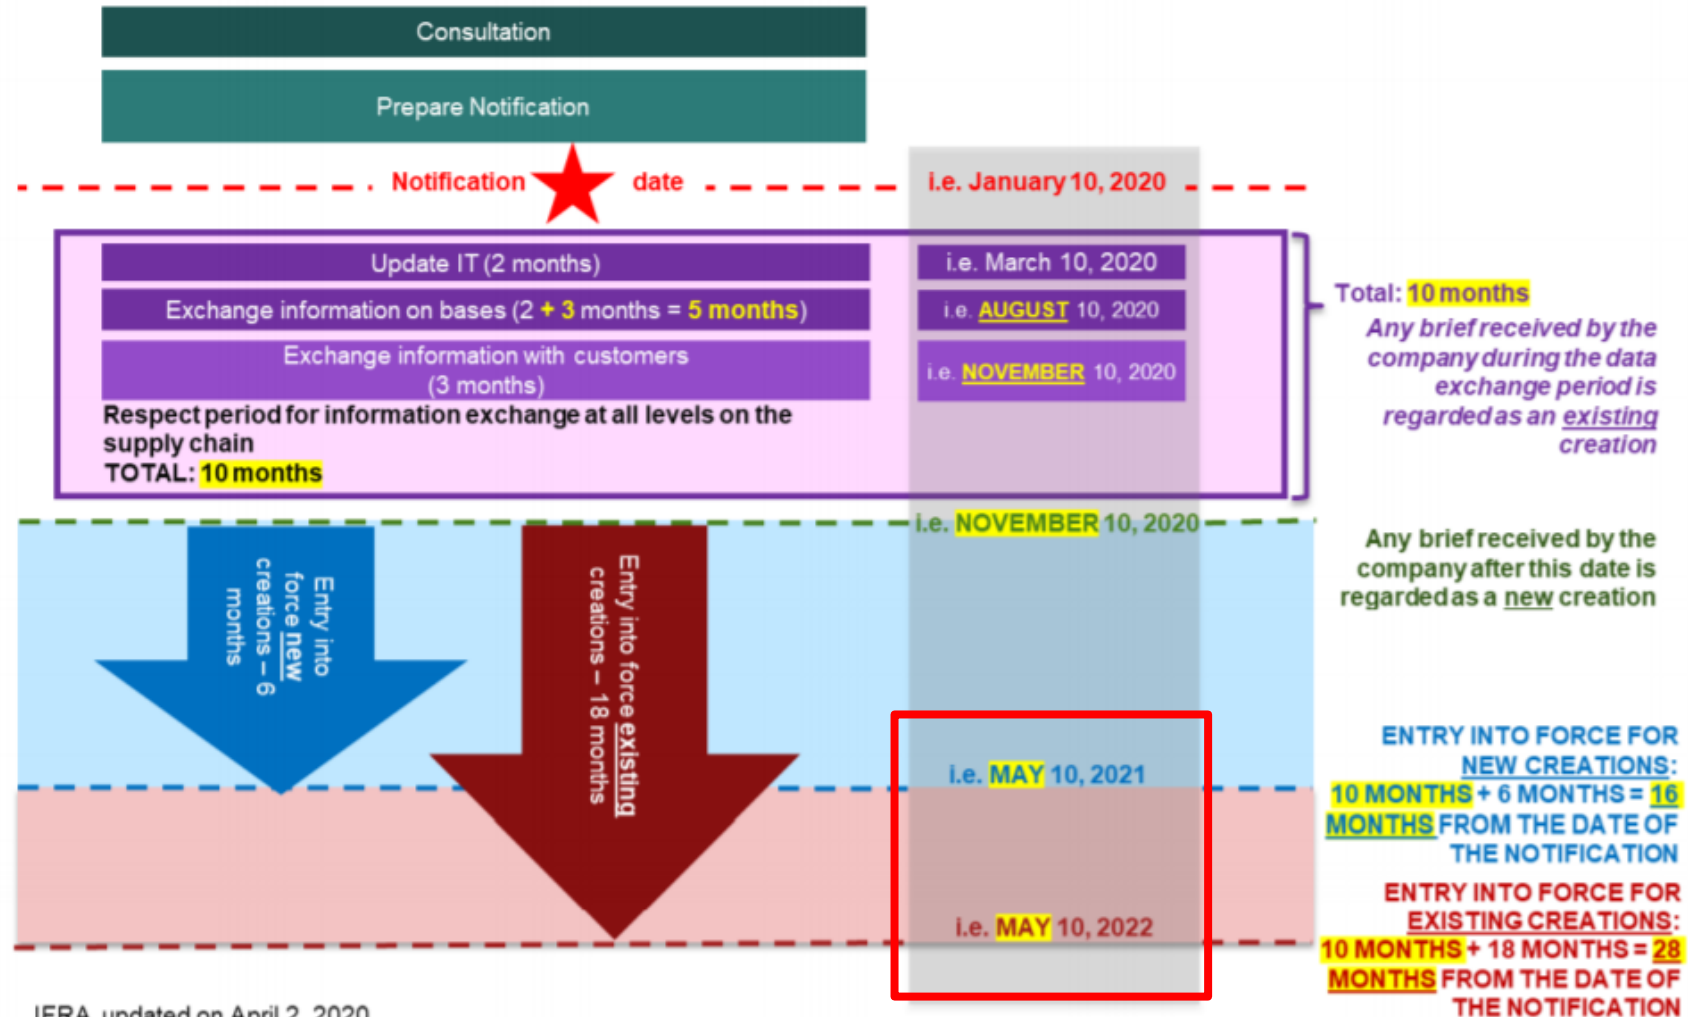 Consultation
Prepare Notification
Notification date i.e. January 10, 2020
Update IT (2 months) i.e. March 10, 2020
Exchange information on bases (2 + 3 months = 5 months) i.e. AUGUST 10, 2020
Exchange information with customers
(3 months)
i.e. NOVEMBER 10, 2020
Respect period for information exchange at all levels on the
supply chain
TOTAL: 10 months
Total: 10 months
Any brief received by the
company during the data
exchange period is
regarded as an existing
creation
i.e. NOVEMBER 10, 2020
Any brief received by the
company after this date is
regarded as a new creation
Entry into
force new
creations – 6
months
Entry into force existing
creations – 18 months
i.e. MAY 10, 2021
ENTRY INTO FORCE FOR
NEW CREATIONS:
10 MONTHS + 6 MONTHS = 16
MONTHS FROM THE DATE OF
THE NOTIFICATION
i.e. MAY 10, 2022
ENTRY INTO FORCE FOR
EXISTING CREATIONS:
10 MONTHS + 18 MONTHS = 28
MONTHS FROM THE DATE OF
THE NOTIFICATION
IFRA, updated on April 2, 2020